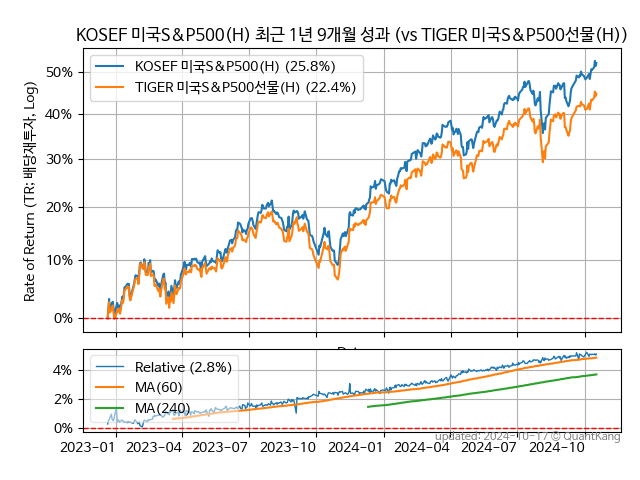 KOSEF 미국S&P500(H) 최근 1년 9개월 성과 (vs TIGER 미국S&P500선물(H))
KOSEF 미국S&P500(H) (25.8%)
TIGER 미국S&P500선물(H) (22.4%)
Rate of Return (TR: 배당재투자, Log)
50%
40%
30%
20%
10%
0%
Relative (2.8%)
MA(60)
MA(240)
4%
2%
0%
2023-01 2023-04 2023-07 2023-10 2024-01 2024-04 2024-07 2024-10
updated: 2024-10-17 © QuantKang